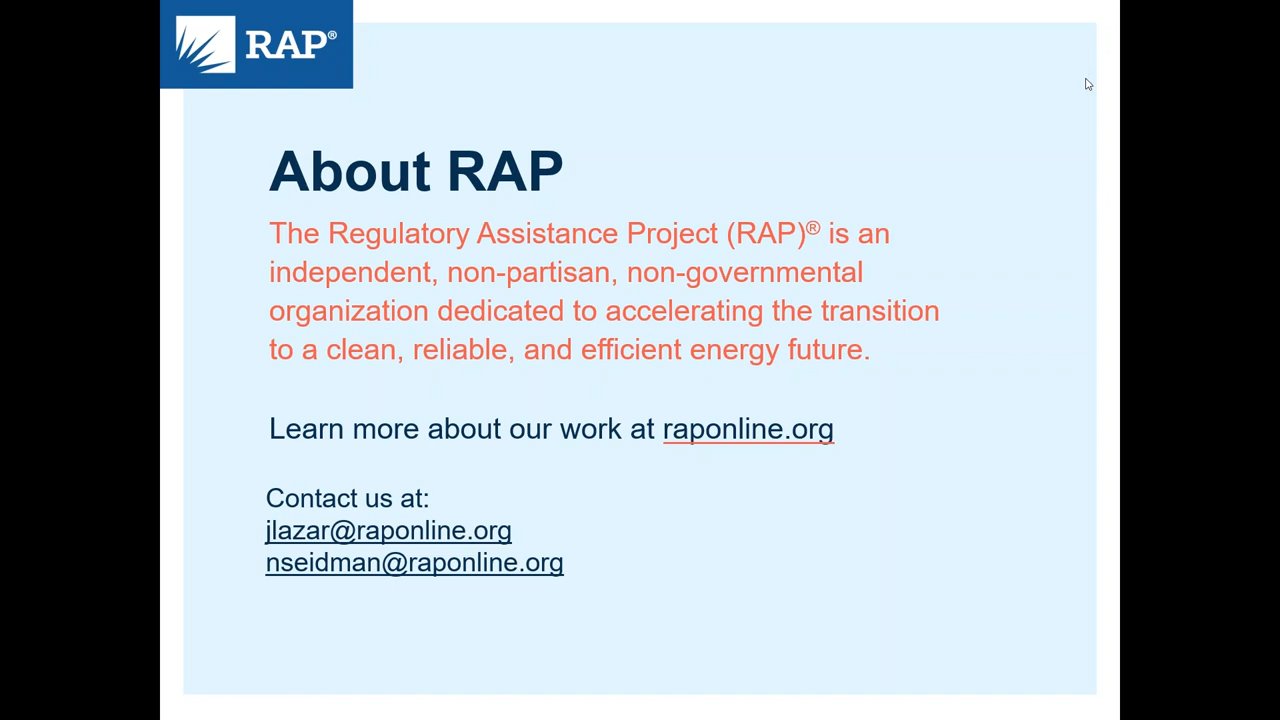 RAP®
About RAP
The Regulatory Assistance Project (RAP)® is an
independent, non-partisan, non-governmental
organization dedicated to accelerating the transition
to a clean, reliable, and efficient energy future.
Learn more about our work at raponline.org
Contact us at:
jlazar@raponline.org
nseidman@raponline.org